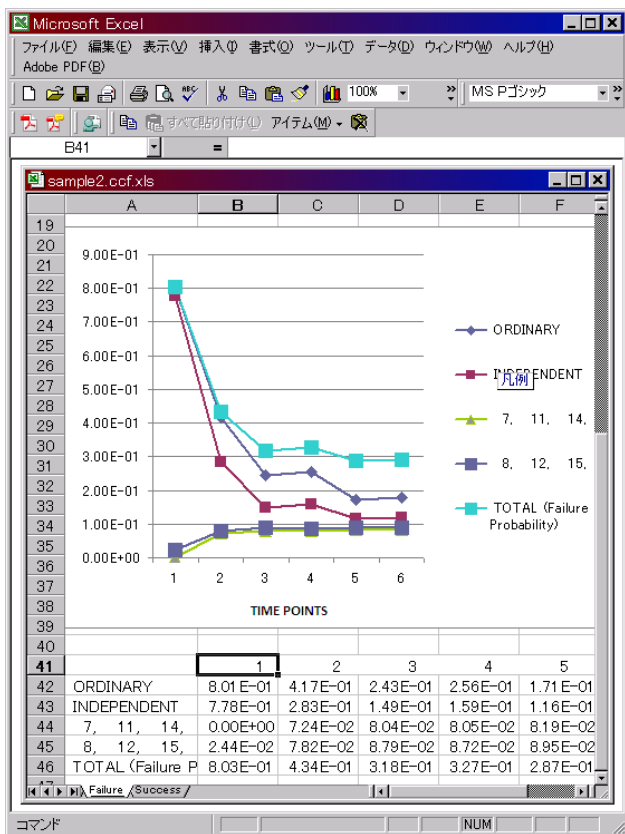 Microsoft Excel
ファイル(F) 編集(E) 表示(V) 挿入(I) 書式(O) ツール(T) データ(D) ウィンドウ(W) ヘルプ(H)
Adobe PDF(B)
ABC 100% » MS Pゴシック »
すべて貼り付け(L) アイテム(M)
B41 =
sample2.ccf.xls
A B C D E F
19
20
21
22
23
24
25
26
27
28
29
30
31
32
33
34
35
36
37
38
39
40
9.00E-01
8.00E-01
7.00E-01
6.00E-01
5.00E-01
4.00E-01
3.00E-01
2.00E-01
1.00E-01
0.00E+00
1 2 3 4 5 6
TIME POINTS
ORDINARY
INDEPENDENT
凡例
7, 11, 14,
8, 12, 15,
TOTAL (Failure
Probability)
41 1 2 3 4 5
42 ORDINARY 8.01E-01 4.17E-01 2.43E-01 2.56E-01 1.71E-01
43 INDEPENDENT 7.78E-01 2.83E-01 1.49E-01 1.59E-01 1.16E-01
44 7, 11, 14, 0.00E+00 7.24E-02 8.04E-02 8.05E-02 8.19E-02
45 8, 12, 15, 2.44E-02 7.82E-02 8.79E-02 8.72E-02 8.95E-02
46 TOTAL (Failure P 8.03E-01 4.34E-01 3.18E-01 3.27E-01 2.87E-01
Failure Success
コマンド NUM